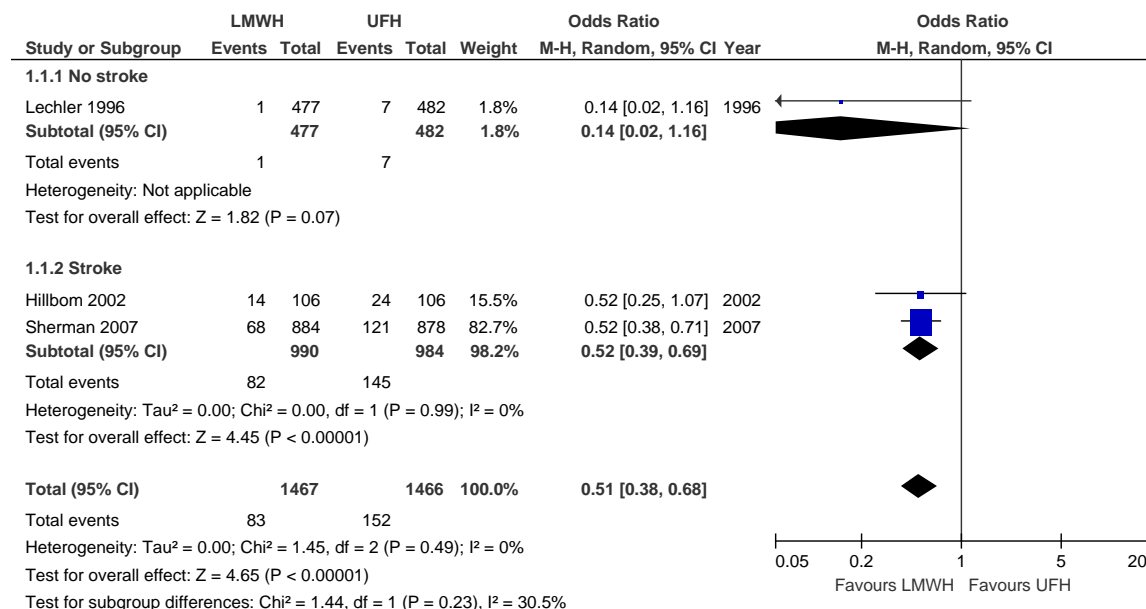 LMWH UFH Odds Ratio Odds Ratio
Study or Subgroup Events Total Events Total Weight M-H, Random, 95% CI Year M-H, Random, 95% CI
1.1.1 No stroke
Lechler 1996 1 477 7 482 1.8% 0.14 [0.02, 1.16] 1996
Subtotal (95% CI) 477 482 1.8% 0.14 [0.02, 1.16]
Total events 1 7
Heterogeneity: Not applicable
Test for overall effect: Z = 1.82 (P = 0.07)
1.1.2 Stroke
Hillbom 2002 14 106 24 106 15.5% 0.52 [0.25, 1.07] 2002
Sherman 2007 68 884 121 878 82.7% 0.52 [0.38, 0.71] 2007
Subtotal (95% CI) 990 984 98.2% 0.52 [0.39, 0.69]
Total events 82 145
Heterogeneity: Tau² = 0.00; Chi² = 0.00, df = 1 (P = 0.99); I² = 0%
Test for overall effect: Z = 4.45 (P < 0.00001)
Total (95% CI) 1467 1466 100.0% 0.51 [0.38, 0.68]
Total events 83 152
Heterogeneity: Tau² = 0.00; Chi² = 1.45, df = 2 (P = 0.49); I² = 0%
Test for overall effect: Z = 4.65 (P < 0.00001)
Test for subgroup differences: Chi² = 1.44, df = 1 (P = 0.23), I² = 30.5%
0.05 0.2 1 5 20
Favours LMWH Favours UFH